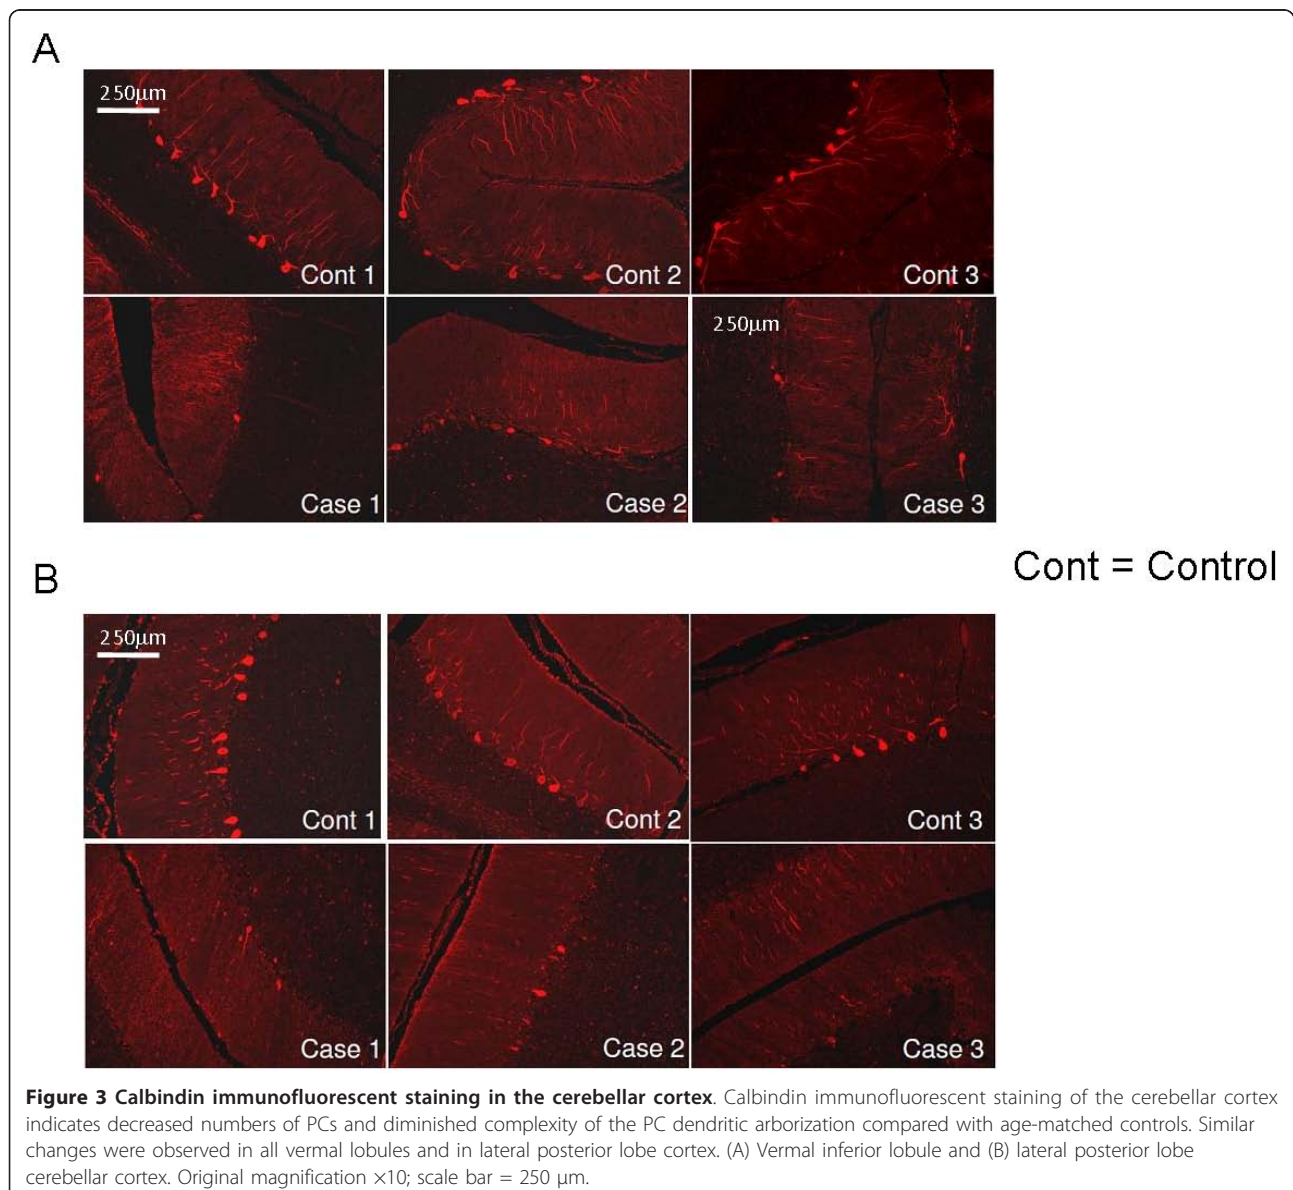 A
250μm
Cont 1
Cont 2
Cont 3
250μm
Case 1
Case 2
Case 3
Cont = Control
B
250μm
Cont 1
Cont 2
Cont 3
Case 1
Case 2
Case 3
Figure 3 Calbindin immunofluorescent staining in the cerebellar cortex. Calbindin immunofluorescent staining of the cerebellar cortex
indicates decreased numbers of PCs and diminished complexity of the PC dendritic arborization compared with age-matched controls. Similar
changes were observed in all vermal lobules and in lateral posterior lobe cortex. (A) Vermal inferior lobule and (B) lateral posterior lobe
cerebellar cortex. Original magnification ×10; scale bar = 250 μm.